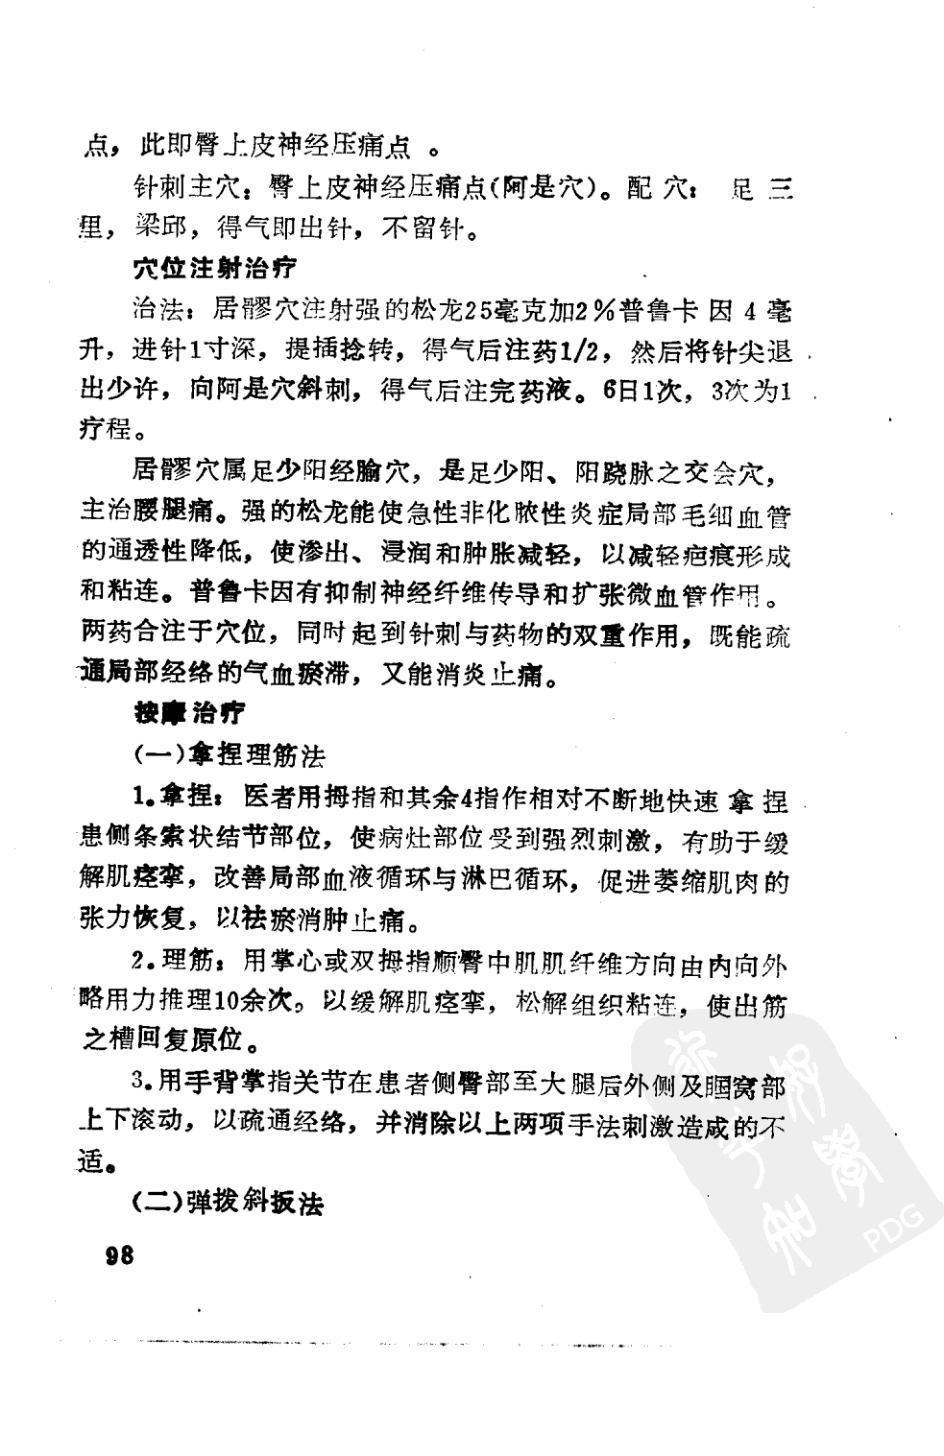 点，此即臀上皮神经压痛点。
针刺主穴：臀上皮神经压痛点(阿是穴)。配穴：足三
里，梁邱，得气即出针，不留针。
穴位注射治疗
治法：居髎穴注射强的松龙25毫克加2%普鲁卡因4毫
升，进针1寸深，提插捻转，得气后注药1/2，然后将针尖退
出少许，向阿是穴斜刺，得气后注完药液。6日1次，3次为1
疗程。
居髎穴属足少阳经腧穴，是足少阳、阳跷脉之交会穴，
主治腰腿痛。强的松龙能使急性非化脓性炎症局部毛细血管
的通透性降低，使渗出、浸润和肿胀减轻，以减轻疤痕形成
和粘连。普鲁卡因有抑制神经纤维传导和扩张微血管作用。
两药合注于穴位，同时起到针刺与药物的双重作用，既能疏
通局部经络的气血瘀滞，又能消炎止痛。
按摩治疗
(一)拿捏理筋法
1.拿捏：医者用拇指和其余4指作相对不断地快速拿捏
患侧条索状结节部位，使病灶部位受到强烈刺激，有助于缓
解肌痉挛，改善局部血液循环与淋巴循环，促进萎缩肌肉的
张力恢复，以祛瘀消肿止痛。
2.理筋：用掌心或双拇指顺臀中肌肌纤维方向由内向外
略用力推理10余次。以缓解肌痉挛，松解组织粘连，使出筋
之槽回复原位。
3.用手背掌指关节在患者侧臀部至大腿后外侧及腘窝部
上下滚动，以疏通经络，并消除以上两项手法刺激造成的不
适。
(二)弹拨斜扳法
98
PDG